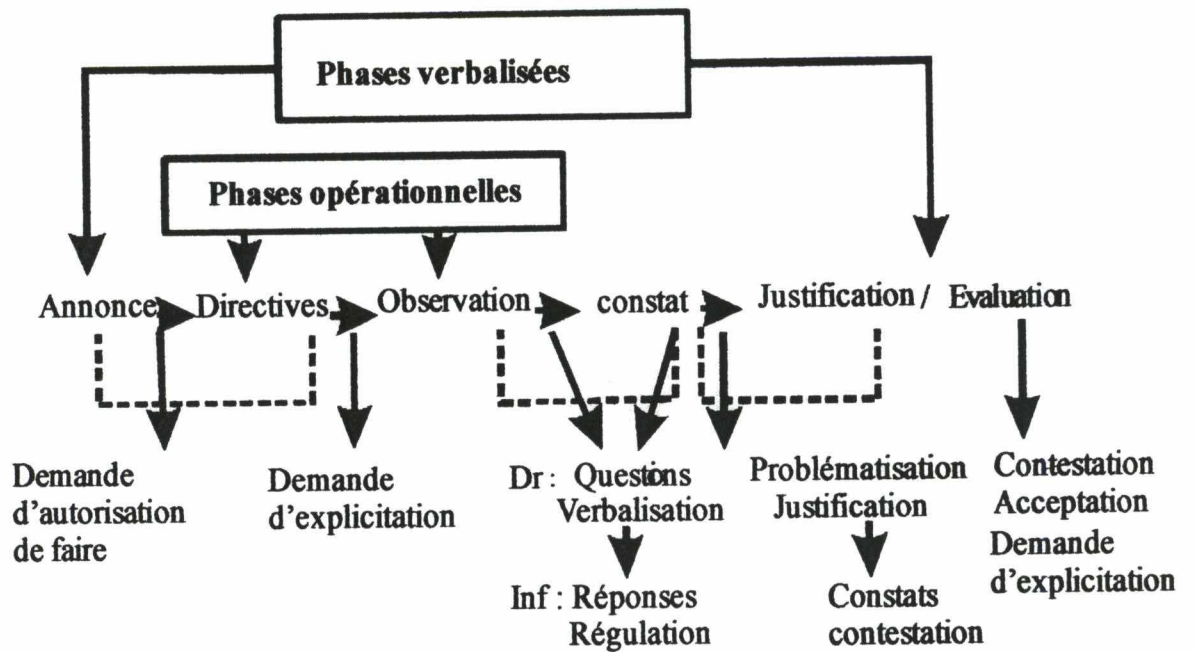 Phases verbalisées
Phases opérationnelles
Annonce Directives Observation constat Justification / Evaluation
Demande
d'autorisation
de faire
Demande
d'explicitation
Dr : Questions
Verbalisation
Inf : Réponses
Régulation
Problématisation
Justification
Constats
contestation
Contestation
Acceptation
Demande
d'explicitation